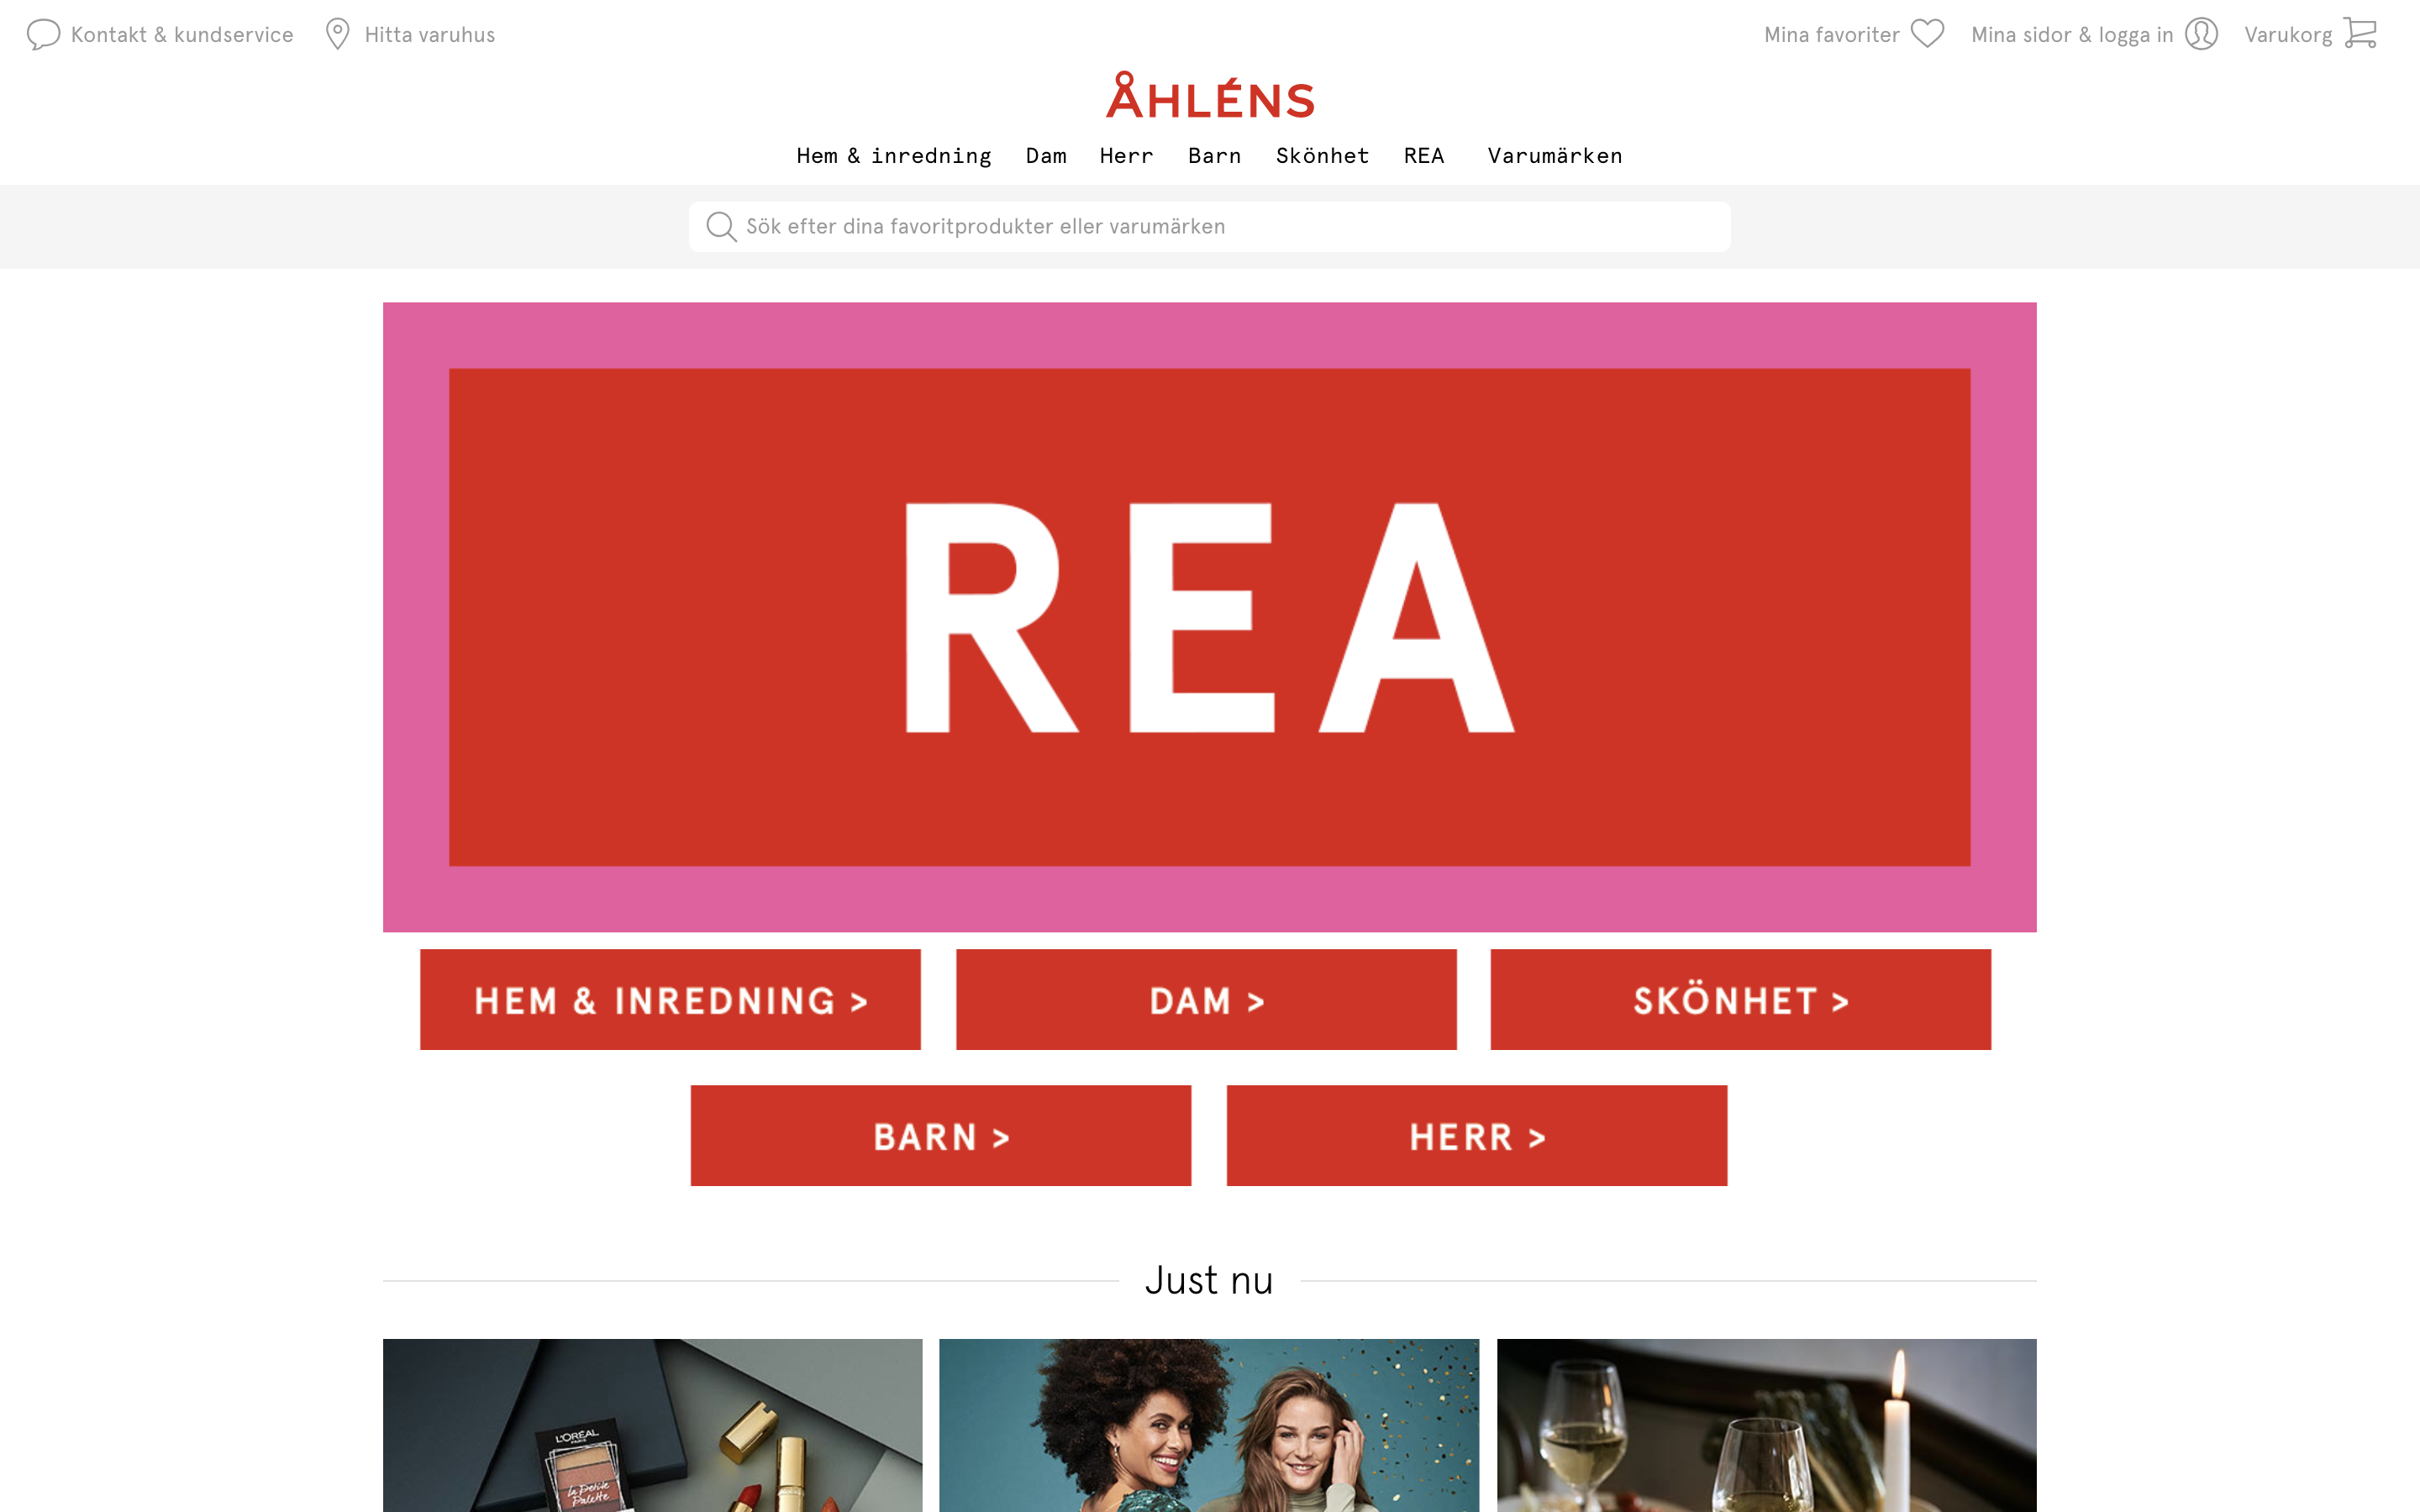 Kontakt & kundservice Hitta varuhus Mina favoriter Mina sidor & logga in Varukorg
ÅHLÉNS
Hem & inredning Dam Herr Barn Skönhet REA Varumärken
Sök efter dina favoritprodukter eller varumärken
REA
HEM & INREDNING > DAM > SKÖNHET >
BARN > HERR >
Just nu
L'ORÉAL
PARIS
La Petite
Palette